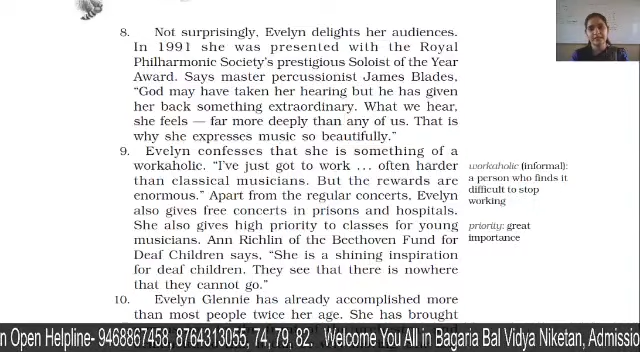 8. Not surprisingly, Evelyn delights her audiences.
In 1991 she was presented with the Royal
Philharmonic Society's prestigious Soloist of the Year
Award. Says master percussionist James Blades,
“God may have taken her hearing but he has given
her back something extraordinary. What we hear,
she feels — far more deeply than any of us. That is
why she expresses music so beautifully.”
9. Evelyn confesses that she is something of a
workaholic. “I've just got to work ... often harder
than classical musicians. But the rewards are
enormous.” Apart from the regular concerts, Evelyn
also gives free concerts in prisons and hospitals.
She also gives high priority to classes for young
musicians. Ann Richlin of the Beethoven Fund for
Deaf Children says, “She is a shining inspiration
for deaf children. They see that there is nowhere
that they cannot go.”
workaholic (informal):
a person who finds it
difficult to stop
working
priority: great
importance
10. Evelyn Glennie has already accomplished more
than most people twice her age. She has brought
n Open Helpline- 9468867458, 8764313055, 74, 79, 82. Welcome You All in Bagaria Bal Vidya Niketan, Admissio